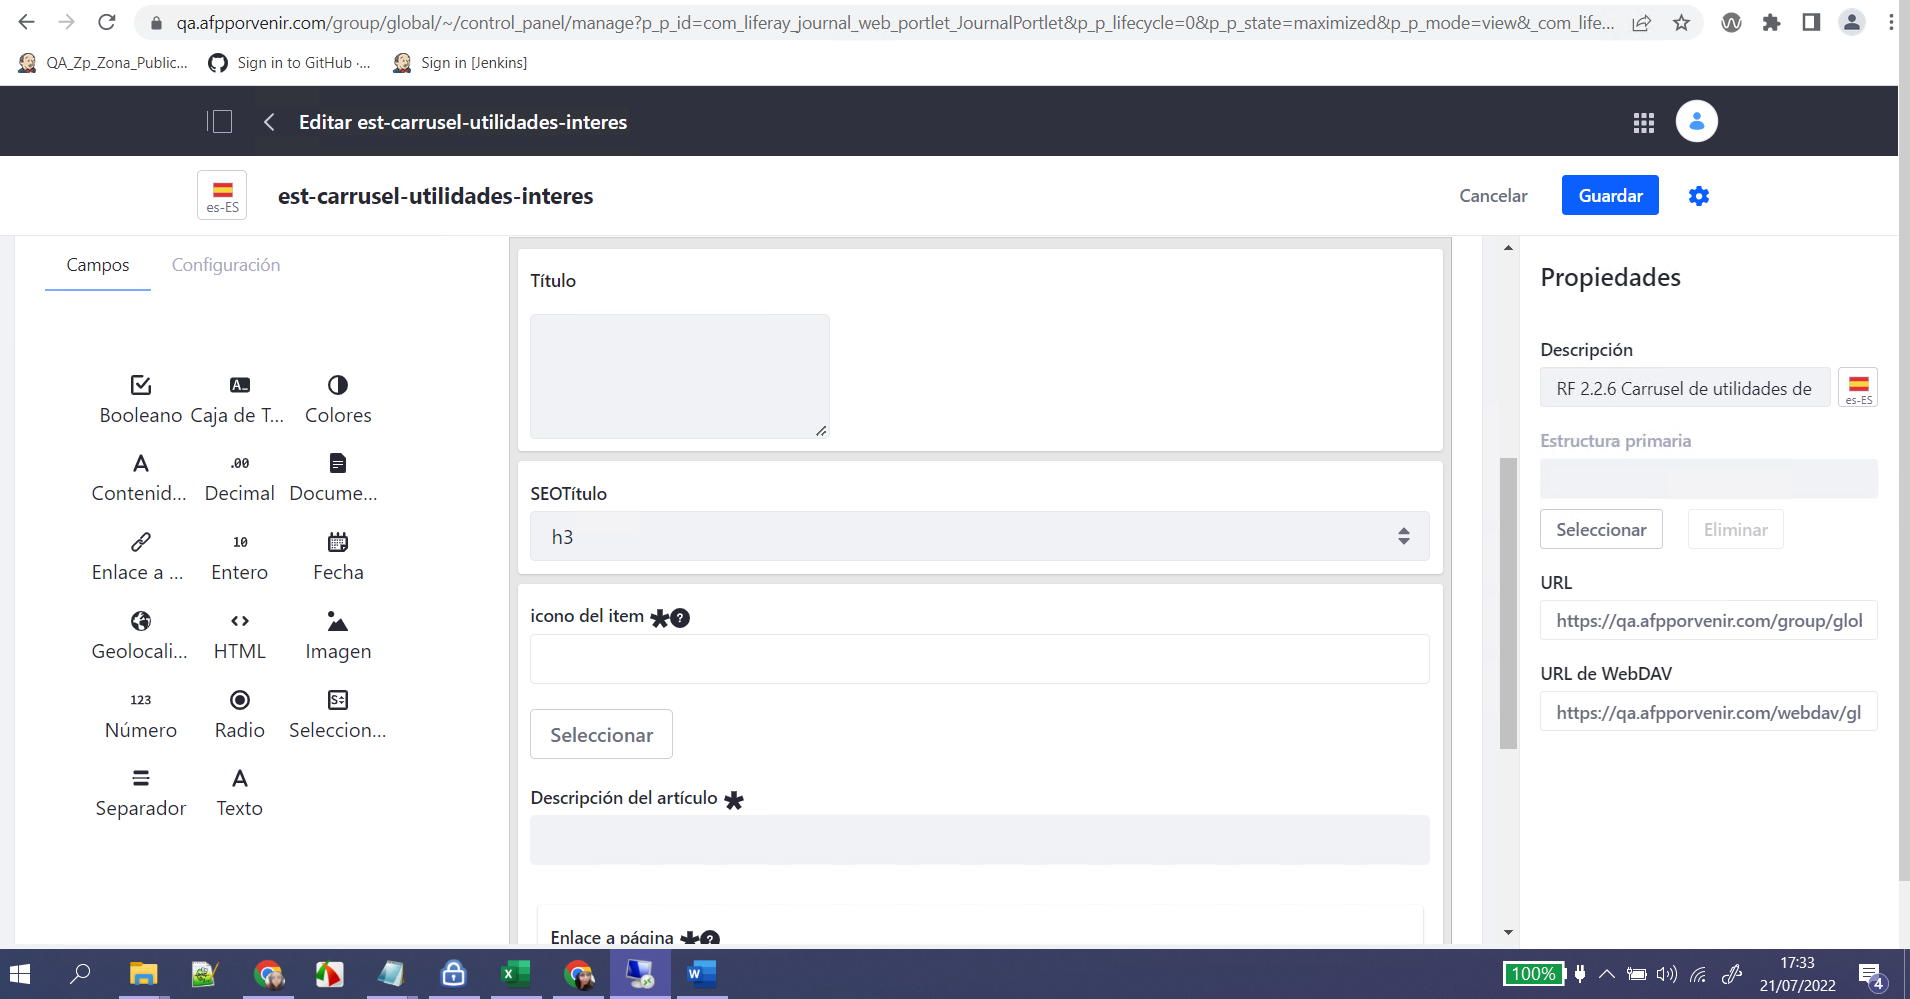 qa.afpporvenir.com/group/global/~/control_panel/manage?p_p_id=com_liferay_journal_web_portlet_JournalPortlet&p_p_lifecycle=0&p_p_state=maximized&p_p_mode=view&_com_life...
QA_Zp_Zona_Public... Sign in to GitHub ·... Sign in [Jenkins]
Editar est-carrusel-utilidades-interes
es-ES est-carrusel-utilidades-interes Cancelar Guardar
Campos Configuración
Booleano Caja de T... Colores
Contenid... Decimal Docume...
Enlace a ... Entero Fecha
Geolocali... HTML Imagen
Número Radio Seleccion...
Separador Texto
Título
SEOTítulo
h3
icono del item *?
Seleccionar
Descripción del artículo *
Enlace a página *?
Propiedades
Descripción
RF 2.2.6 Carrusel de utilidades de
es-ES
Estructura primaria
Seleccionar Eliminar
URL
https://qa.afpporvenir.com/group/glol
URL de WebDAV
https://qa.afpporvenir.com/webdav/gl
100% 17:33
21/07/2022
4